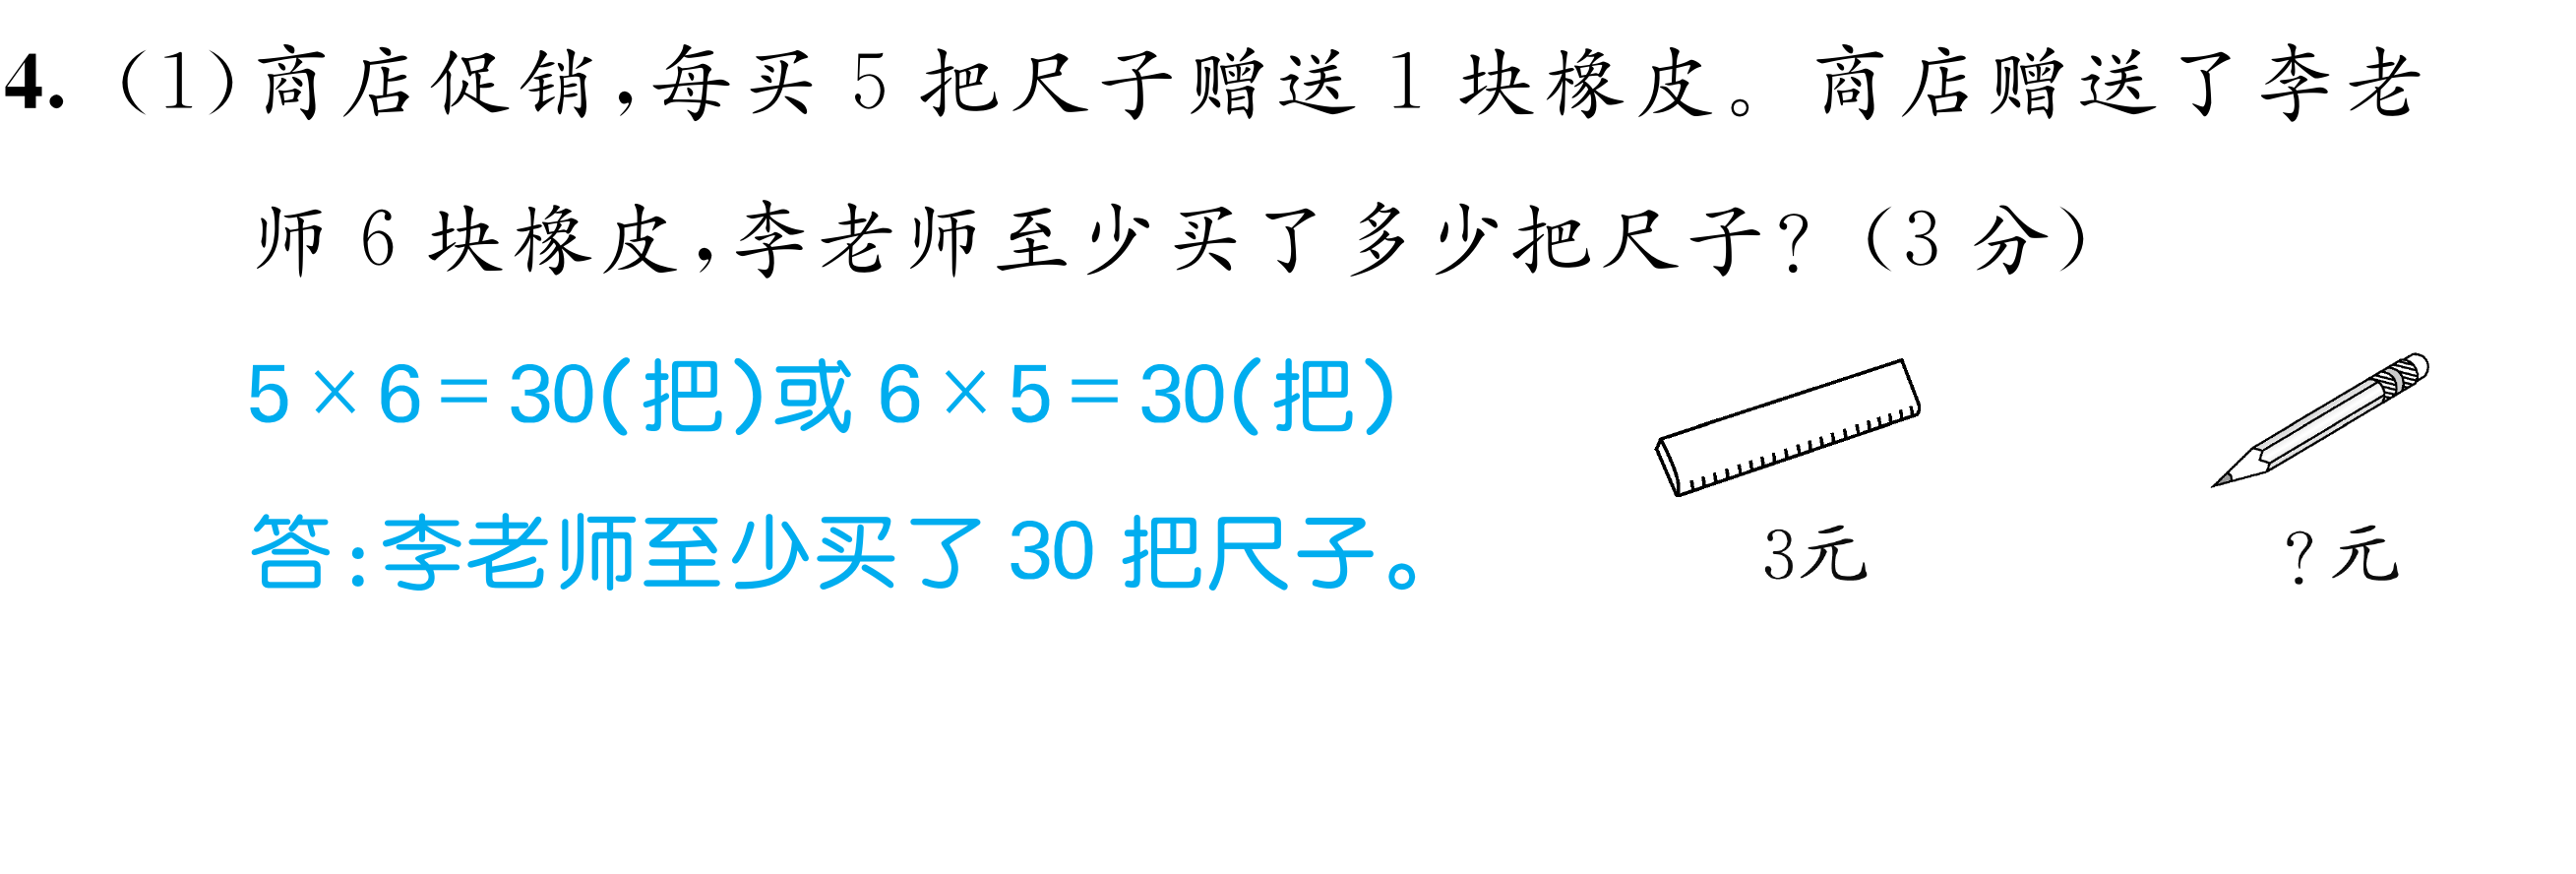 4.（1）商店促销，每买 5 把尺子赠送 1 块橡皮。商店赠送了李老
师 6 块橡皮，李老师至少买了多少把尺子？（3 分）
5×6=30(把)或 6×5=30(把)
答：李老师至少买了 30 把尺子。
3元
？元